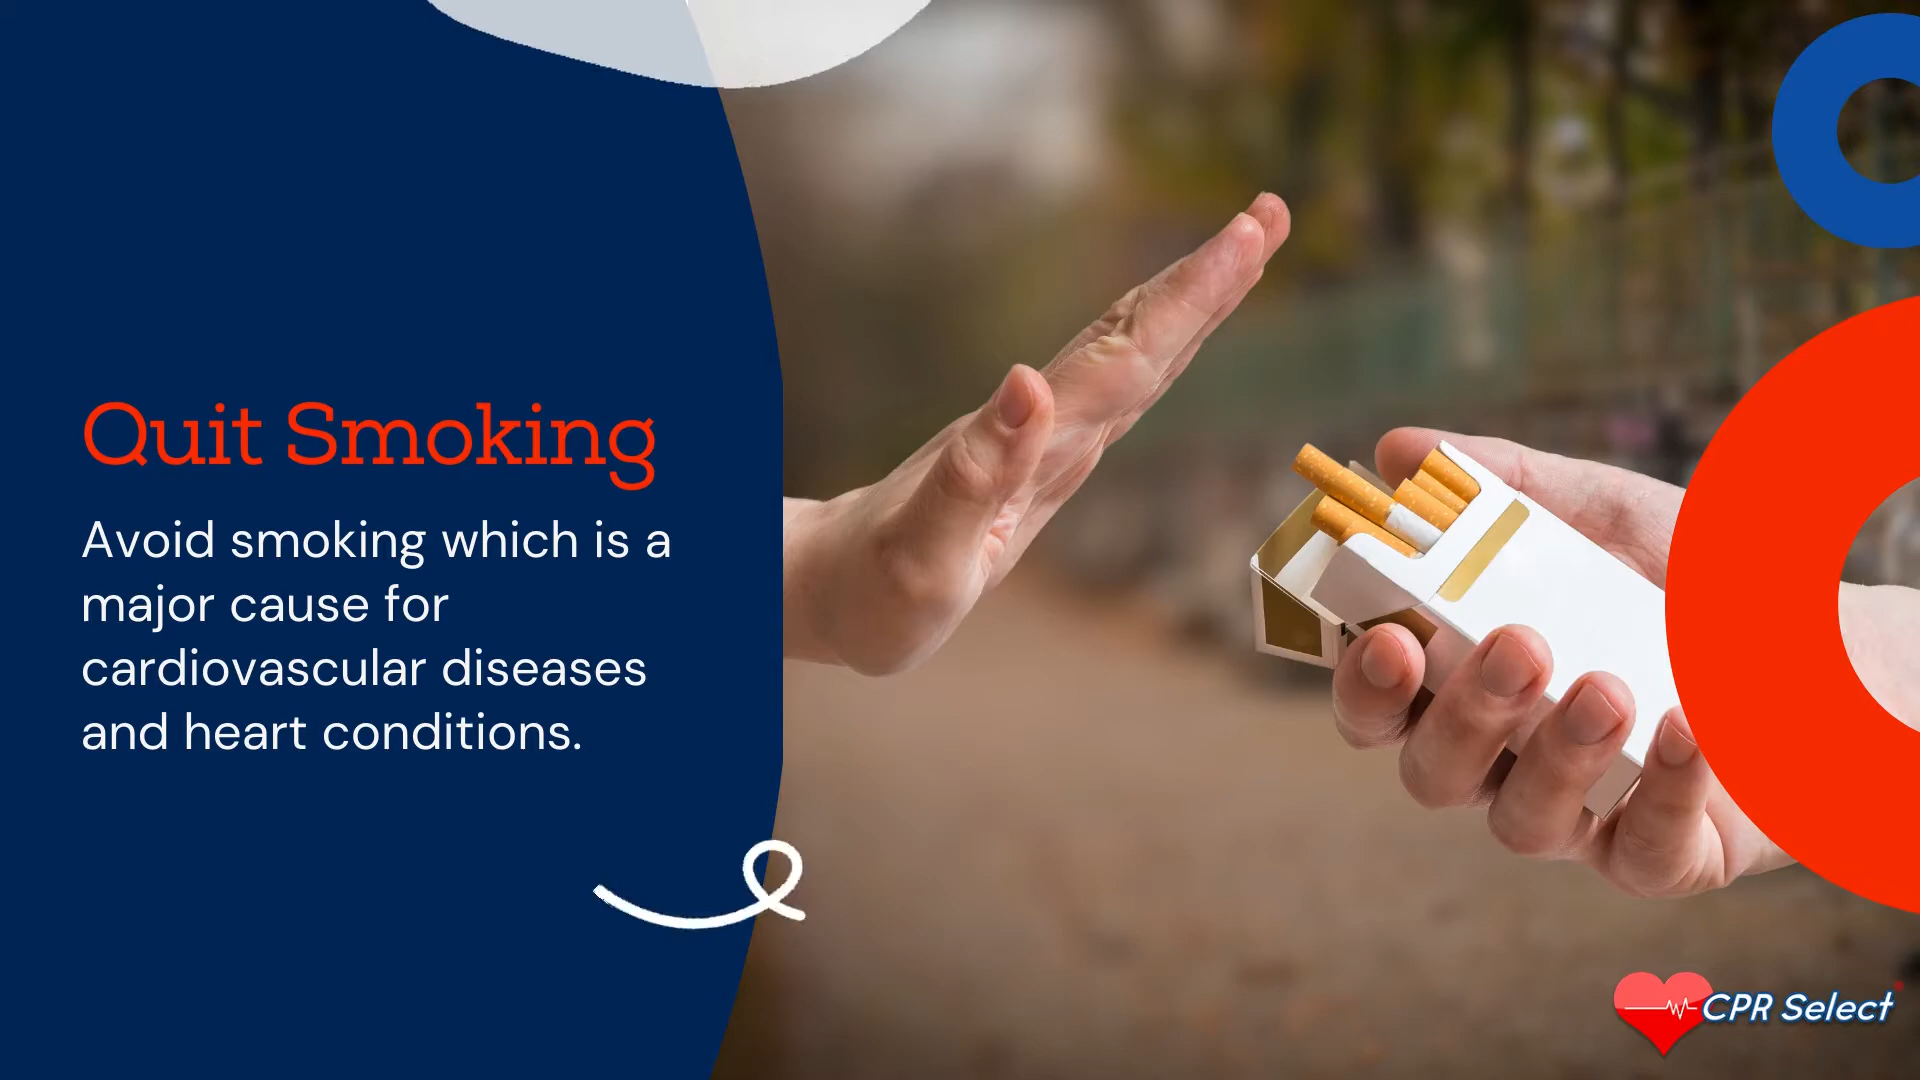 Quit Smoking
Avoid smoking which is a
major cause for
cardiovascular diseases
and heart conditions.
CPR Select